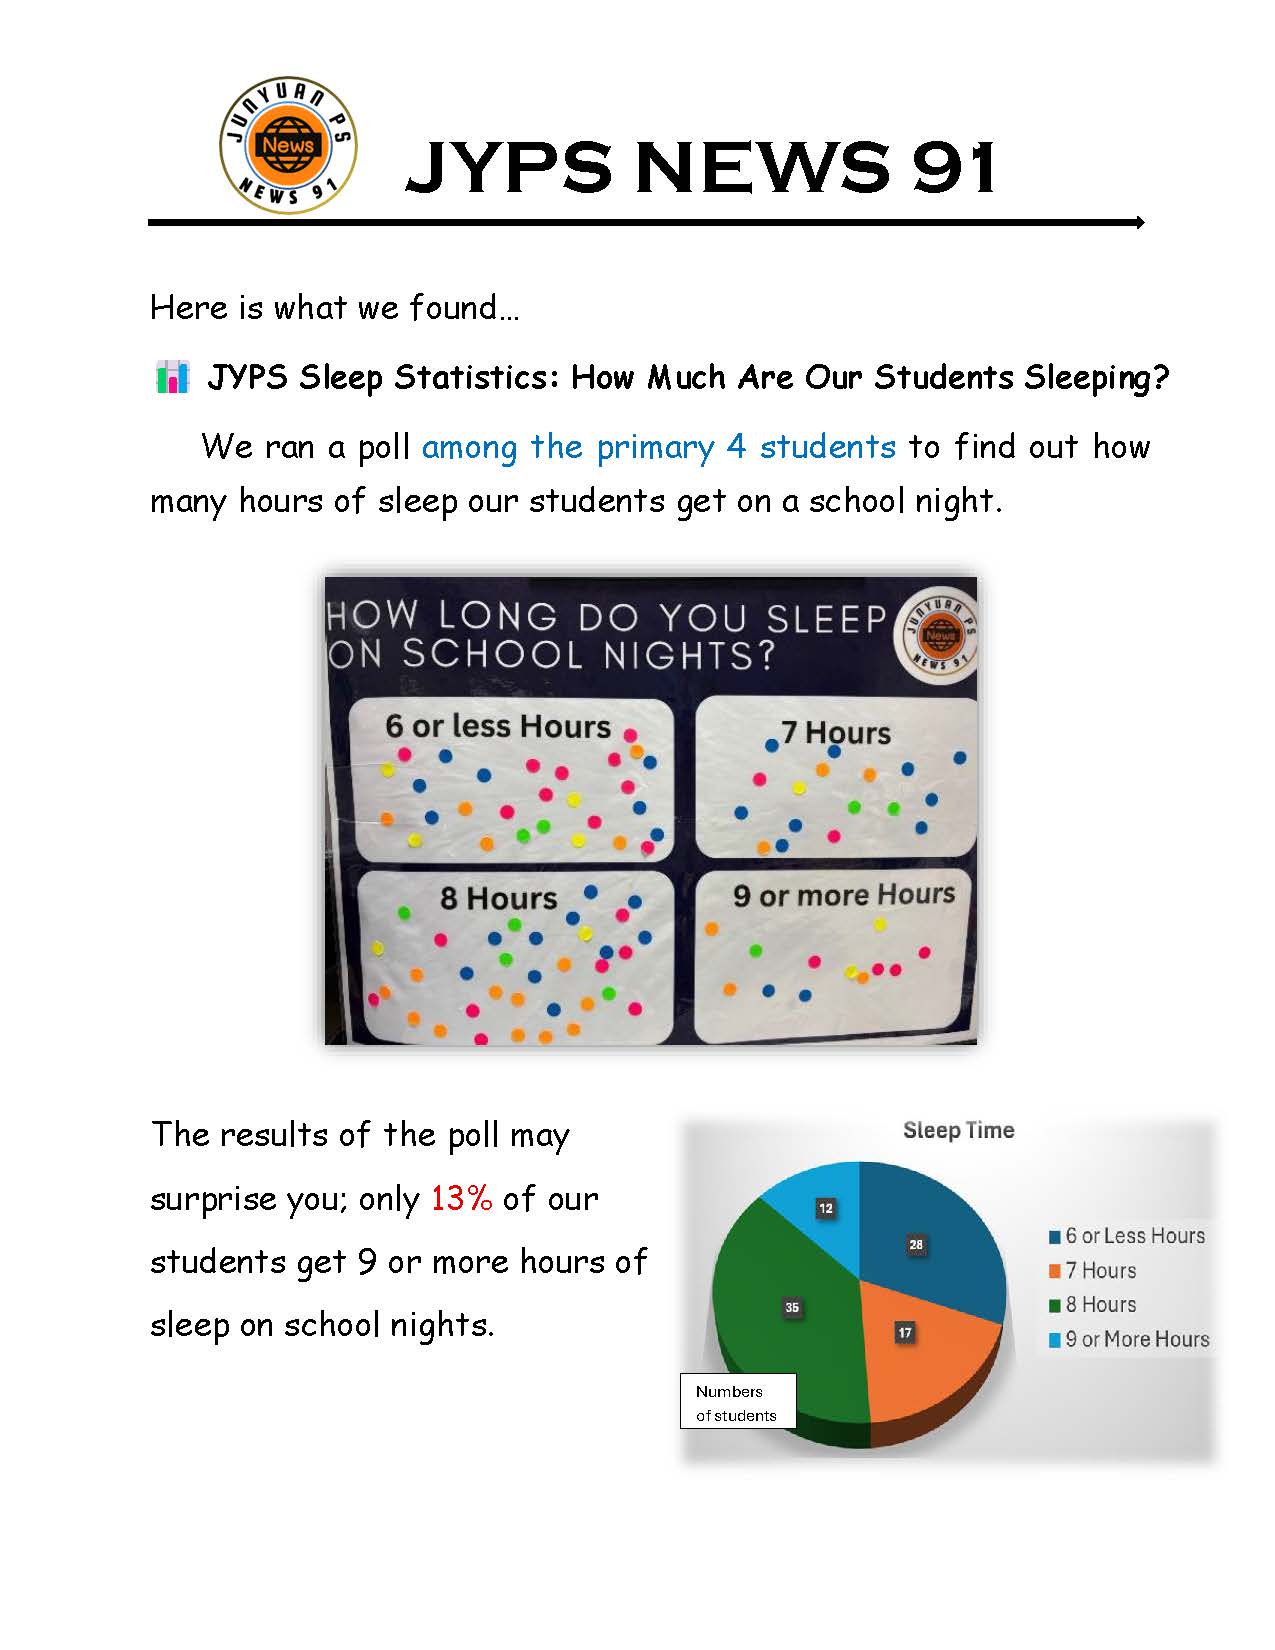 JUNYUAN PS
News
NEWS 91
JYPS NEWS 91
Here is what we found…
JYPS Sleep Statistics: How Much Are Our Students Sleeping?
We ran a poll among the primary 4 students to find out how
many hours of sleep our students get on a school night.
HOW LONG DO YOU SLEEP
ON SCHOOL NIGHTS?
JUNYUAN PS
News
NEWS 91
6 or less Hours
7 Hours
8 Hours
9 or more Hours
The results of the poll may
surprise you; only 13% of our
students get 9 or more hours of
sleep on school nights.
Sleep Time
12
28
35
17
6 or Less Hours
7 Hours
8 Hours
9 or More Hours
Numbers
of students